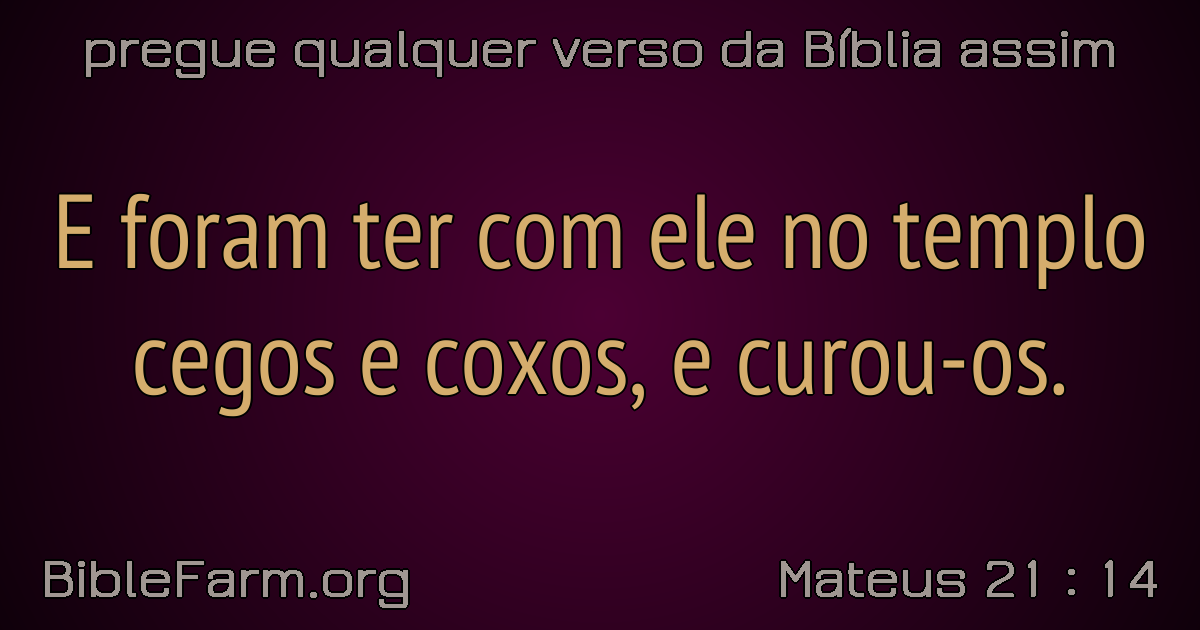 pregue qualquer verso da Bíblia assim
E foram ter com ele no templo
cegos e coxos, e curou-os.
BibleFarm.org
Mateus 21 : 14